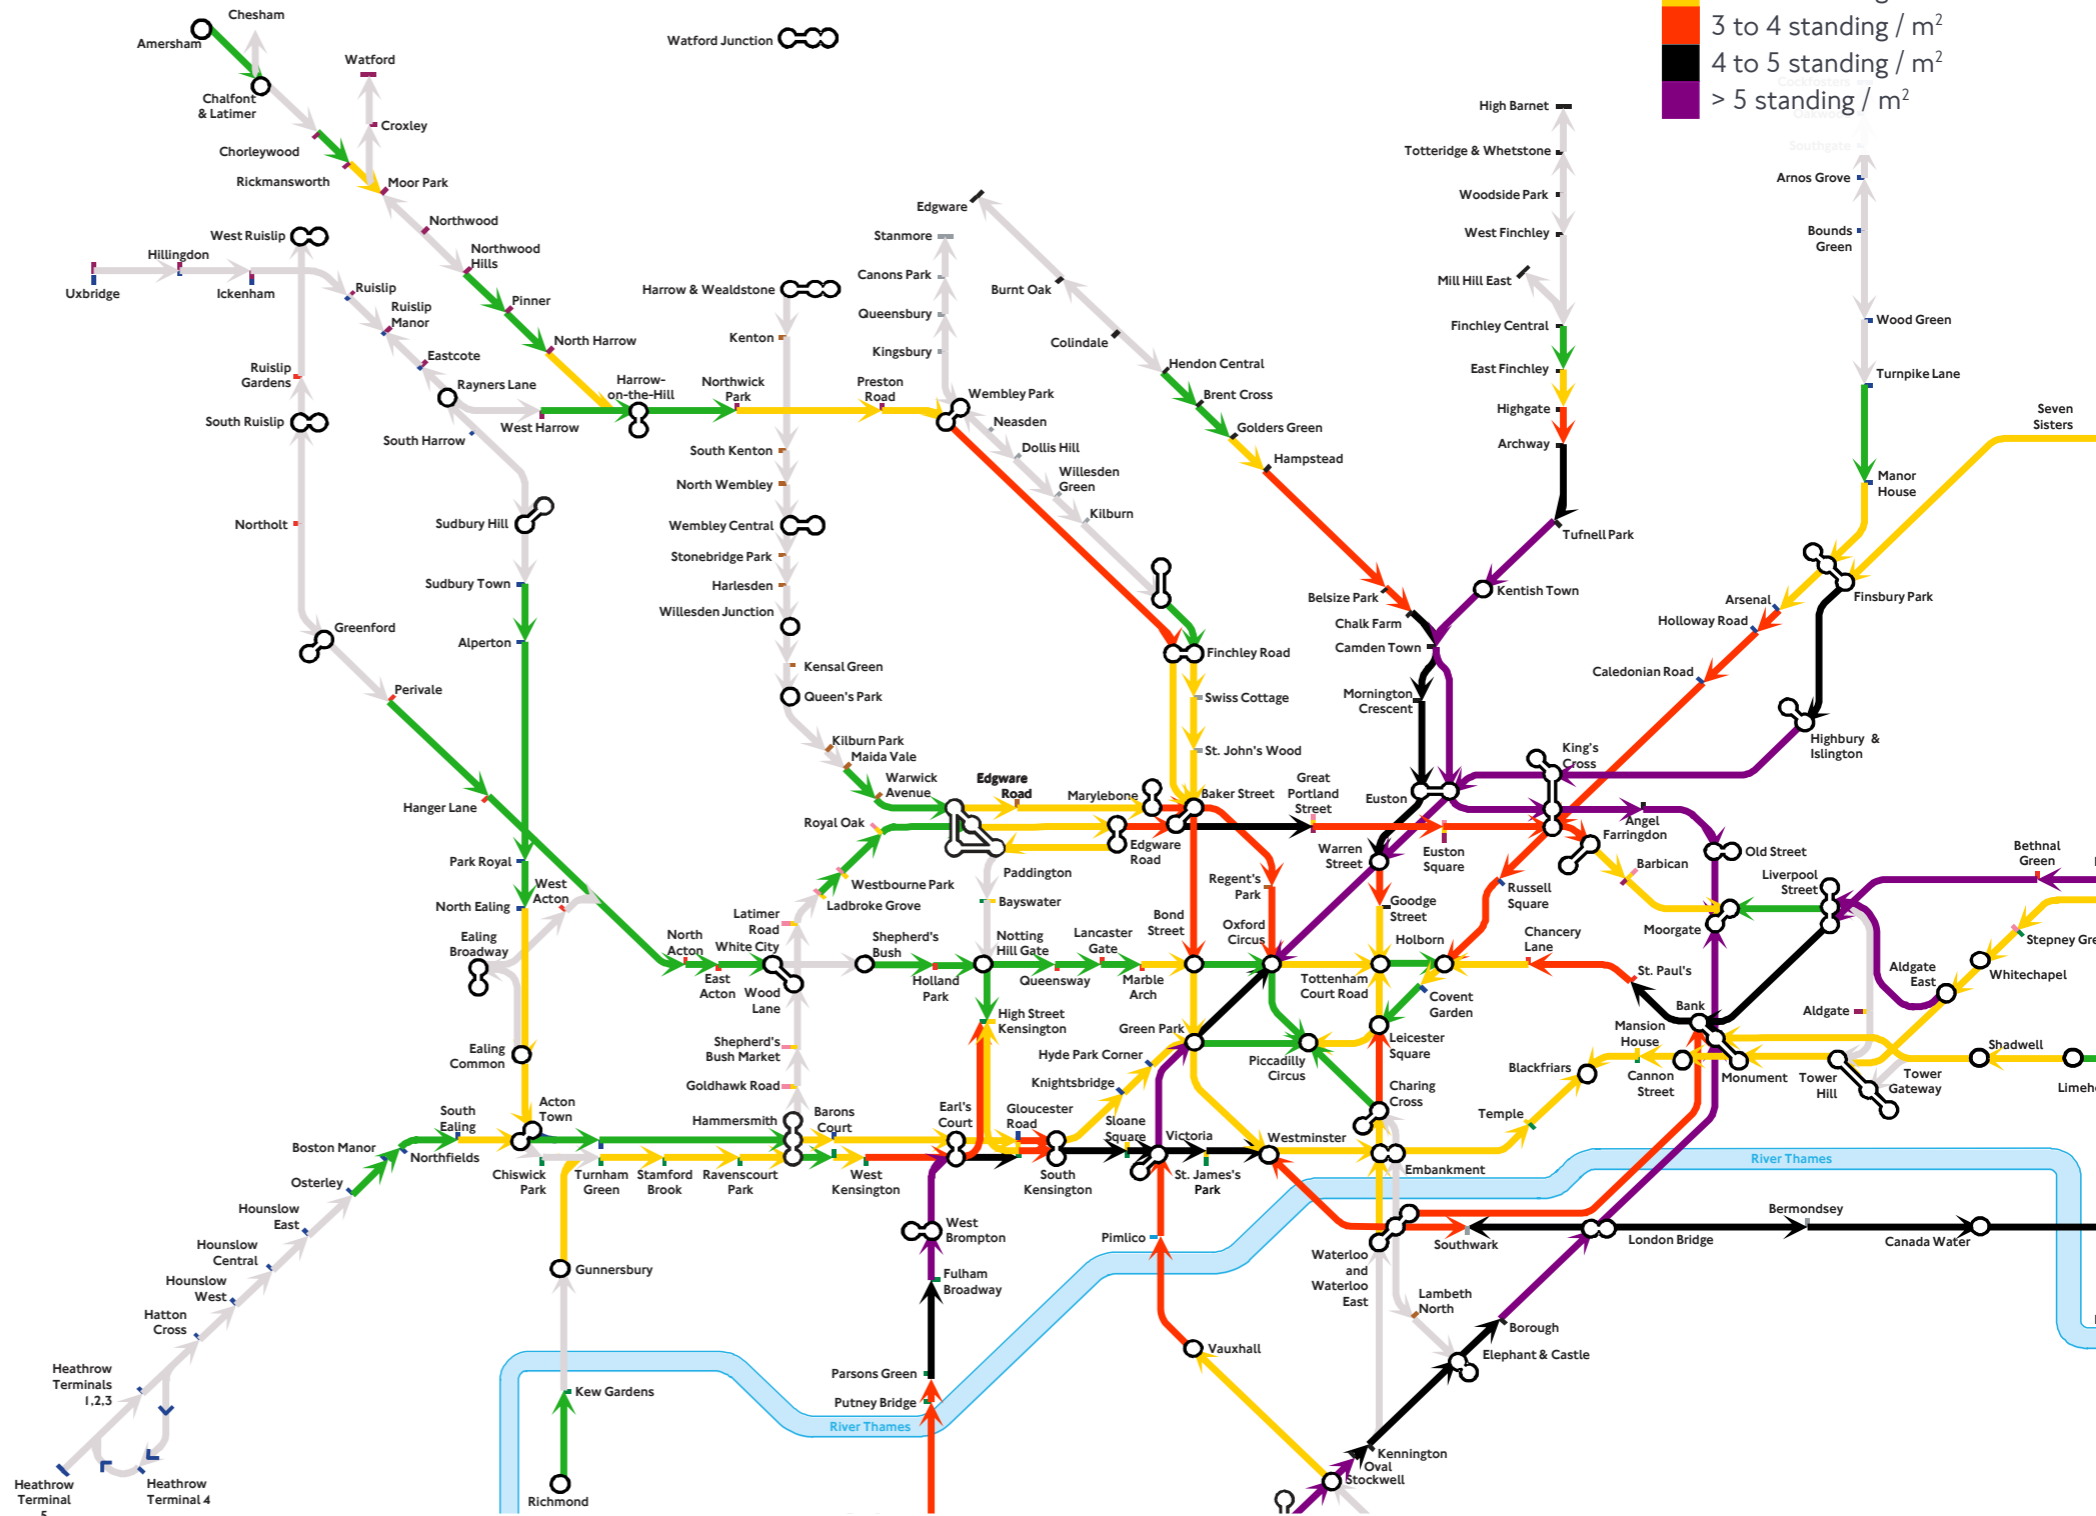 3 to 4 standing / m²
4 to 5 standing / m²
> 5 standing / m²
Chesham
Amersham
Chalfont
& Latimer
Watford
Croxley
Chorleywood
Rickmansworth
Moor Park
Northwood
Northwood
Hills
Pinner
North Harrow
Watford Junction
West Ruislip
Hillingdon
Uxbridge
Ickenham
Ruislip
Ruislip
Manor
Eastcote
Rayners Lane
West Harrow
South Harrow
Ruislip
Gardens
South Ruislip
Northolt
Greenford
Perivale
Hanger Lane
Sudbury Hill
Sudbury Town
Alperton
Park Royal
North Ealing
West
Acton
Ealing
Broadway
Ealing
Common
Harrow-
on-the-Hill
Northwick
Park
Preston
Road
Harrow & Wealdstone
Kenton
South Kenton
North Wembley
Wembley Central
Stonebridge Park
Harlesden
Willesden Junction
Kensal Green
Queen's Park
Kilburn Park
Maida Vale
Warwick
Avenue
Royal Oak
Westbourne Park
Ladbroke Grove
Latimer
Road
Edgware
Stanmore
Canons Park
Queensbury
Kingsbury
Wembley Park
Neasden
Dollis Hill
Willesden
Green
Kilburn
Burnt Oak
Colindale
Hendon Central
Brent Cross
Golders Green
Hampstead
Belsize Park
Chalk Farm
Camden Town
Mornington
Crescent
High Barnet
Totteridge & Whetstone
Woodside Park
West Finchley
Mill Hill East
Finchley Central
East Finchley
Highgate
Archway
Tufnell Park
Kentish Town
Cockfosters
Oakwood
Southgate
Arnos Grove
Bounds
Green
Wood Green
Turnpike Lane
Manor
House
Seven
Sisters
Finsbury Park
Arsenal
Holloway Road
Caledonian Road
Highbury &
Islington
Finchley Road
Swiss Cottage
St. John's Wood
Edgware
Road
Marylebone
Baker Street
Great
Portland
Street
Euston
King's
Cross
Angel
Farringdon
Barbican
Old Street
Edgware
Road
Paddington
Bayswater
Warren
Street
Euston
Square
Regent's
Park
Goodge
Street
Russell
Square
Liverpool
Street
Bethnal
Green
Moorgate
Stepney Gre
Whitechapel
Aldgate
East
Aldgate
North
Acton
White City
East
Acton
Wood
Lane
Shepherd's
Bush
Holland
Park
Notting
Hill Gate
Queensway
Lancaster
Gate
Marble
Arch
Bond
Street
Oxford
Circus
Tottenham
Court Road
Holborn
Chancery
Lane
St. Paul's
Bank
Covent
Garden
Leicester
Square
Shepherd's
Bush Market
Goldhawk Road
High Street
Kensington
Hyde Park Corner
Knightsbridge
Green Park
Piccadilly
Circus
Charing
Cross
Mansion
House
Blackfriars
Cannon
Street
Monument
Tower
Hill
Tower
Gateway
Shadwell
Limeh
Temple
Acton
Town
South
Ealing
Boston Manor
Northfields
Osterley
Hounslow
East
Hounslow
Central
Hounslow
West
Hatton
Cross
Heathrow
Terminals
1,2,3
Heathrow
Terminal
5
Heathrow
Terminal 4
Chiswick
Park
Turnham
Green
Stamford
Brook
Ravenscourt
Park
Hammersmith
Barons
Court
West
Kensington
Earl's
Court
Gloucester
Road
South
Kensington
Sloane
Square
Victoria
St. James's
Park
Westminster
Embankment
River Thames
Gunnersbury
Kew Gardens
Richmond
West
Brompton
Fulham
Broadway
Parsons Green
Putney Bridge
River Thames
Pimlico
Vauxhall
Waterloo
and
Waterloo
East
Southwark
Lambeth
North
London Bridge
Bermondsey
Canada Water
Borough
Elephant & Castle
Kennington
Oval
Stockwell